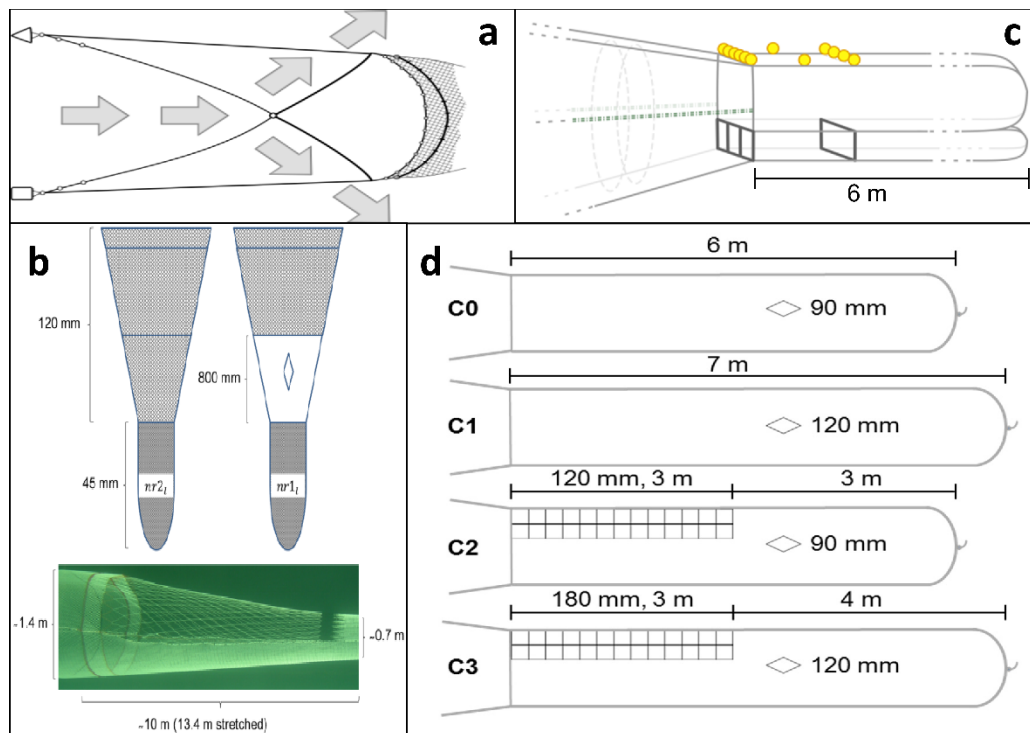 a
c
6 m
b
120 mm
800 mm
45 mm
nr2ₗ
nr1ₗ
~1.4 m
~0.7 m
~10 m (13.4 m stretched)
d
6 m
C0
90 mm
7 m
C1
120 mm
120 mm, 3 m
3 m
C2
90 mm
180 mm, 3 m
4 m
C3
120 mm